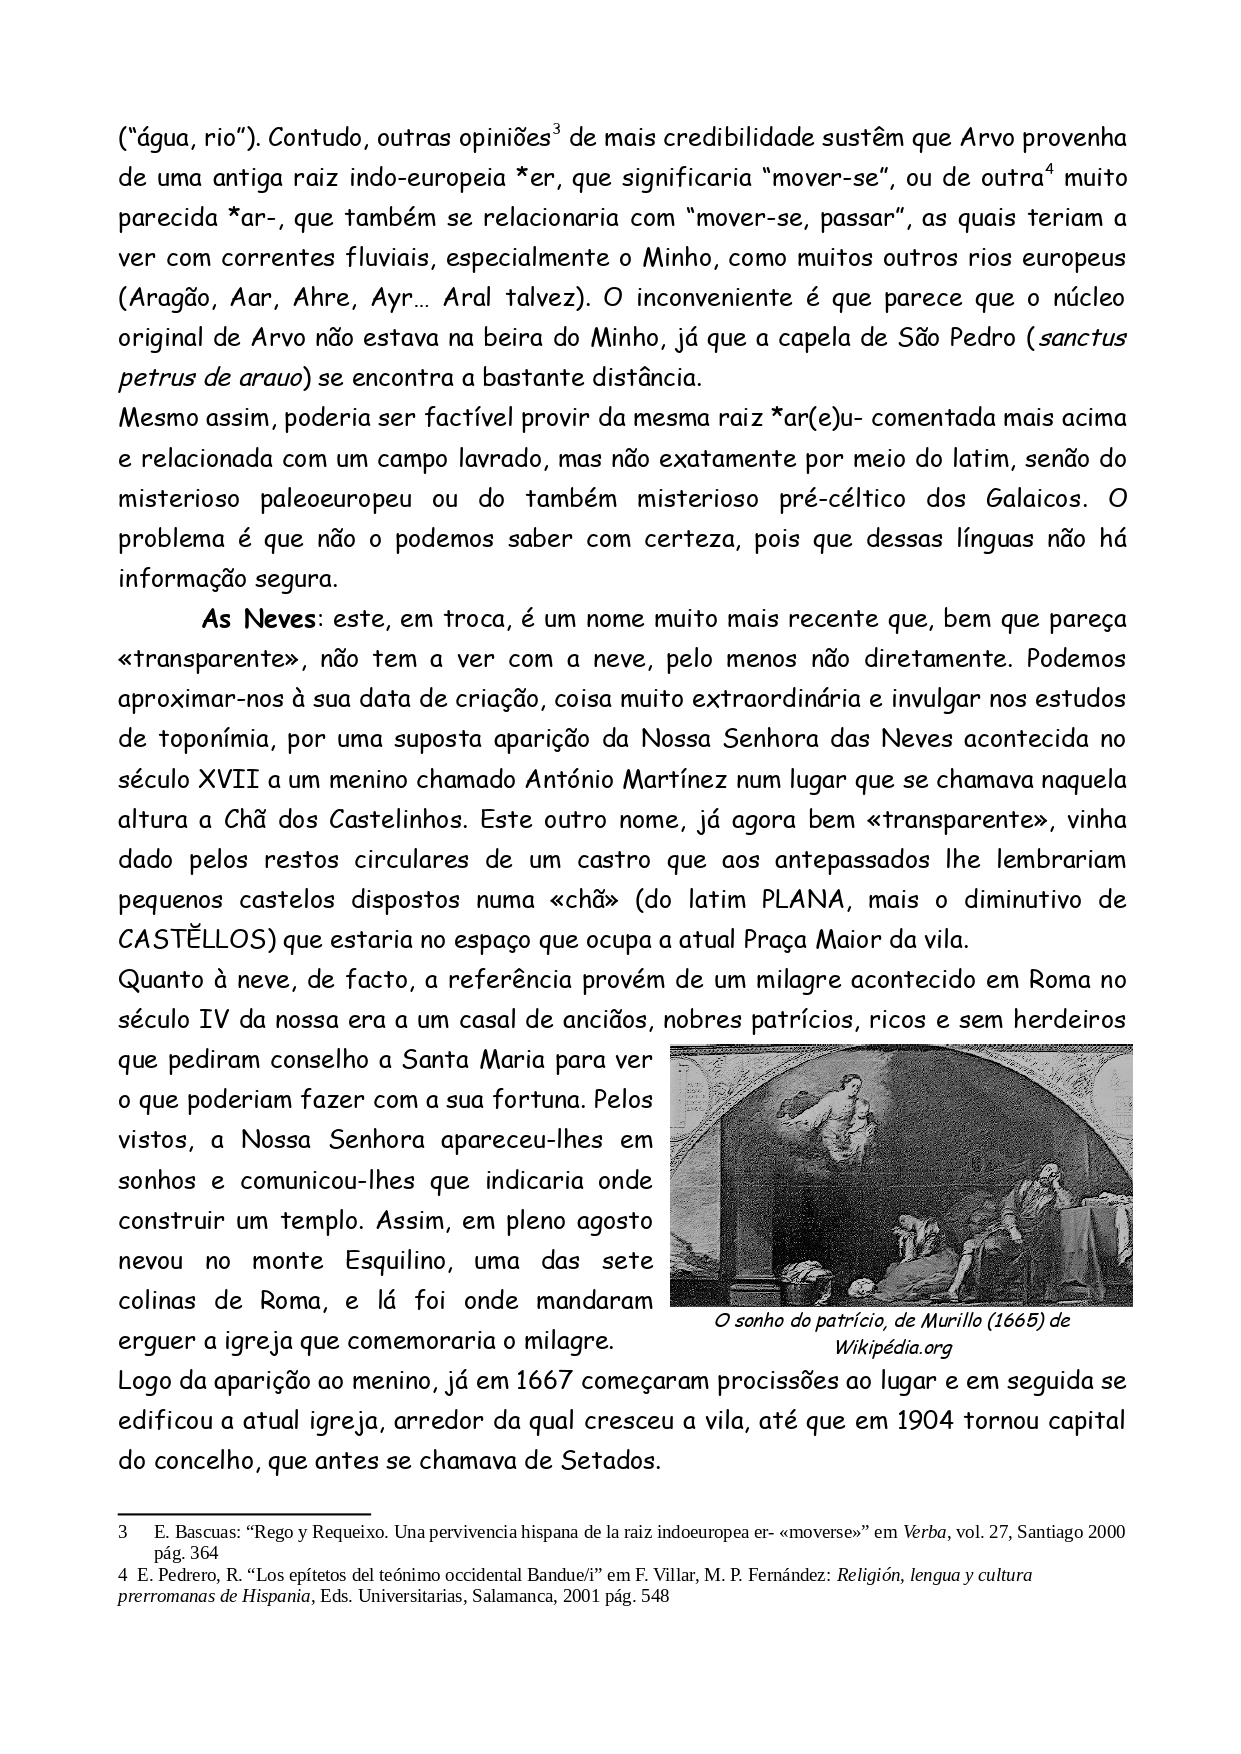 (“água, rio”). Contudo, outras opiniões3 de mais credibilidade sustêm que Arvo provenha
de uma antiga raiz indo-europeia *er, que significaria “mover-se”, ou de outra4 muito
parecida *ar-, que também se relacionaria com “mover-se, passar”, as quais teriam a
ver com correntes fluviais, especialmente o Minho, como muitos outros rios europeus
(Aragão, Aar, Ahre, Ayr… Aral talvez). O inconveniente é que parece que o núcleo
original de Arvo não estava na beira do Minho, já que a capela de São Pedro (sanctus
petrus de arauo) se encontra a bastante distância.
Mesmo assim, poderia ser factível provir da mesma raiz *ar(e)u- comentada mais acima
e relacionada com um campo lavrado, mas não exatamente por meio do latim, senão do
misterioso paleoeuropeu ou do também misterioso pré-céltico dos Galaicos. O
problema é que não o podemos saber com certeza, pois que dessas línguas não há
informação segura.
As Neves: este, em troca, é um nome muito mais recente que, bem que pareça
«transparente», não tem a ver com a neve, pelo menos não diretamente. Podemos
aproximar-nos à sua data de criação, coisa muito extraordinária e invulgar nos estudos
de toponímia, por uma suposta aparição da Nossa Senhora das Neves acontecida no
século XVII a um menino chamado António Martínez num lugar que se chamava naquela
altura a Chã dos Castelinhos. Este outro nome, já agora bem «transparente», vinha
dado pelos restos circulares de um castro que aos antepassados lhe lembrariam
pequenos castelos dispostos numa «chã» (do latim PLANA, mais o diminutivo de
CASTĔLLOS) que estaria no espaço que ocupa a atual Praça Maior da vila.
Quanto à neve, de facto, a referência provém de um milagre acontecido em Roma no
século IV da nossa era a um casal de anciãos, nobres patrícios, ricos e sem herdeiros
que pediram conselho a Santa Maria para ver
o que poderiam fazer com a sua fortuna. Pelos
vistos, a Nossa Senhora apareceu-lhes em
sonhos e comunicou-lhes que indicaria onde
construir um templo. Assim, em pleno agosto
nevou no monte Esquilino, uma das sete
colinas de Roma, e lá foi onde mandaram
erguer a igreja que comemoraria o milagre.
O sonho do patrício, de Murillo (1665) de
Wikipédia.org
Logo da aparição ao menino, já em 1667 começaram procissões ao lugar e em seguida se
edificou a atual igreja, arredor da qual cresceu a vila, até que em 1904 tornou capital
do concelho, que antes se chamava de Setados.
3 E. Bascuas: “Rego y Requeixo. Una pervivencia hispana de la raiz indoeuropea er- «moverse»” em Verba, vol. 27, Santiago 2000
pág. 364
4 E. Pedrero, R. “Los epítetos del teónimo occidental Bandue/i” em F. Villar, M. P. Fernández: Religión, lengua y cultura
prerromanas de Hispania, Eds. Universitarias, Salamanca, 2001 pág. 548